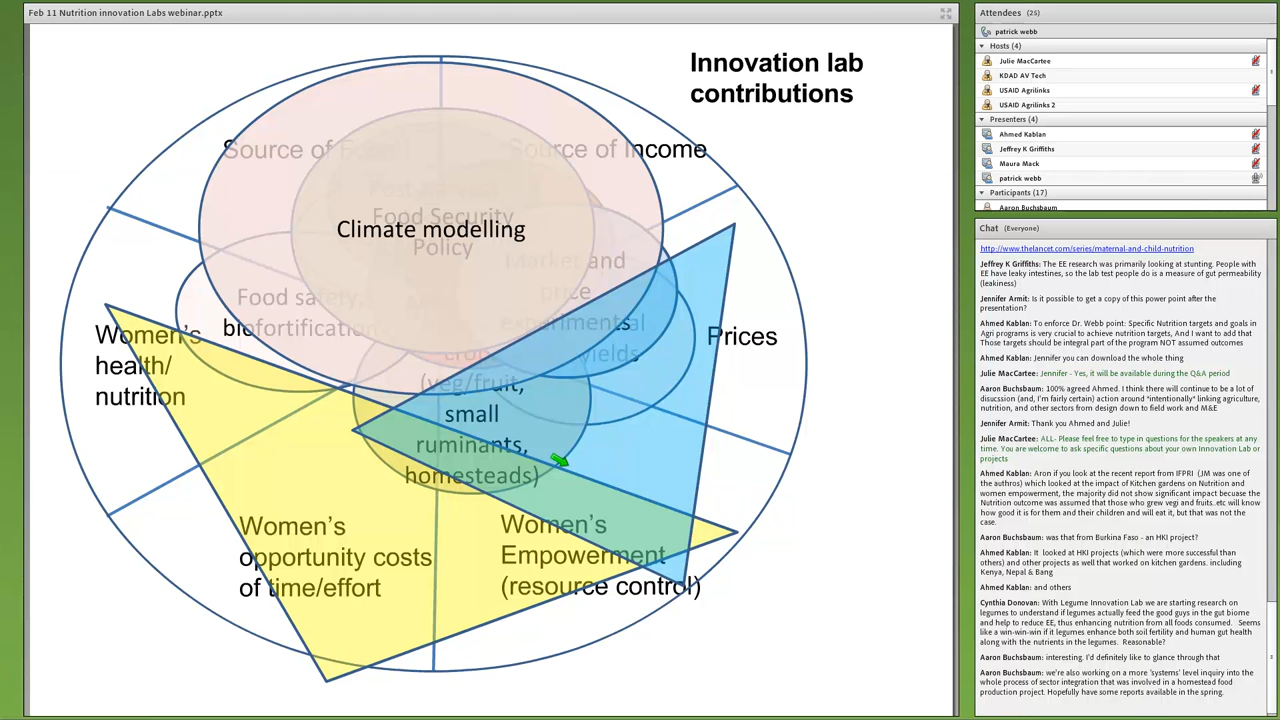 Feb 11 Nutrition innovation Labs webinar.pptx
Innovation lab
contributions
Source of
Source of Income
Food Security
Policy
Climate modelling
Market and
price
experimental
yields
Food safety,
biofortification
Women's
health/
nutrition
Prices
(veg/fruit,
small
ruminants,
homesteads)
Women's
opportunity costs
of time/effort
Women's
Empowerment
(resource control)
Attendees (25)
patrick webb
Hosts (4)
Julie MacCartee
KDAD AV Tech
USAID Agrilinks
USAID Agrilinks 2
Presenters (4)
Ahmed Kablan
Jeffrey K Griffiths
Maura Mack
patrick webb
Participants (17)
Aaron Buchsbaum
Chat (Everyone)
http://www.thelancet.com/series/maternal-and-child-nutrition
Jeffrey K Griffiths: The EE research was primarily looking at stunting. People with
EE have leaky intestines, so the lab test people do is a measure of gut permeability
(leakiness)
Jennifer Armit: Is it possible to get a copy of this power point after the
presentation?
Ahmed Kablan: To enforce Dr. Webb point: Specific Nutrition targets and goals in
Agri programs is very crucial to achieve nutrition targets, And I want to add that
Those targets should be integral part of the program NOT assumed outcomes
Ahmed Kablan: Jennifer you can download the whole thing
Julie MacCartee: Jennifer - Yes, it will be available during the Q&A period
Aaron Buchsbaum: 100% agreed Ahmed. I think there will continue to be a lot of
disucssion (and, I'm fairly certain) action around *intentionally* linking agriculture,
nutrition, and other sectors from design down to field work and M&E
Jennifer Armit: Thank you Ahmed and Julie!
Julie MacCartee: ALL- Please feel free to type in questions for the speakers at any
time. You are welcome to ask specific questions about your own Innovation Lab or
projects
Ahmed Kablan: Aron if you look at the recent report from IFPRI (JM was one of
the authros) which looked at the impact of Kitchen gardens on Nutrition and
women empowerment, the majority did not show significant impact becuase the
Nutrition outcome was assumed that those who grew vegi and fruits. etc will know
how good it is for them and their children and will eat it, but that was not the
case.
Aaron Buchsbaum: was that from Burkina Faso - an HKI project?
Ahmed Kablan: It looked at HKI projects (which were more successful than
others) and other projects as well that worked on kitchen gardens. including
Kenya, Nepal & Bang
Ahmed Kablan: and others
Cynthia Donovan: With Legume Innovation Lab we are starting research on
legumes to understand if legumes actually feed the good guys in the gut biome
and help to reduce EE, thus enhancing nutrition from all foods consumed. Seems
like a win-win-win if legumes enhance both soil fertility and human gut health
along with the nutrients in the legumes. Reasonable?
Aaron Buchsbaum: interesting. I'd definitely like to glance through that
Aaron Buchsbaum: we're also working on a more 'systems' level inquiry into the
whole process of sector integration that was involved in a homestead food
production project. Hopefully have some reports available in the spring.